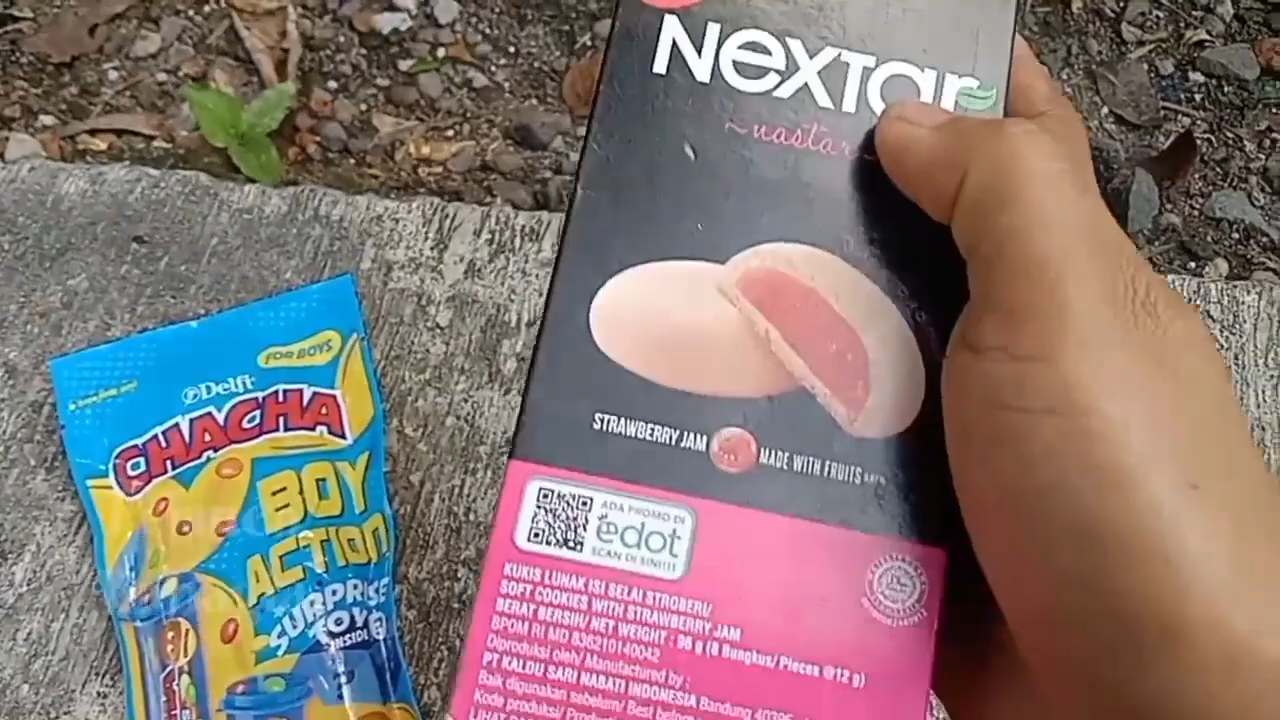 Nextar
~nastar
STRAWBERRY JAM
MADE WITH FRUITS
ADA PROMO DI
edot
SCAN DI SINI!!!
KUKIS LUNAK ISI SELAI STROBERI/
SOFT COOKIES WITH STRAWBERRY JAM
BERAT BERSIH/ NET WEIGHT : 96 g (8 Bungkus/ Pieces @12 g)
BPOM RI MD 836210140042
Diproduksi oleh/ Manufactured by :
PT KALDU SARI NABATI INDONESIA Bandung 40395
Baik digunakan sebelum/ Best before
Kode produksi/
LIHAT
FOR BOYS
Delfi
CHACHA
BOY
ACTION
SURPRISE
TOY
INSIDE